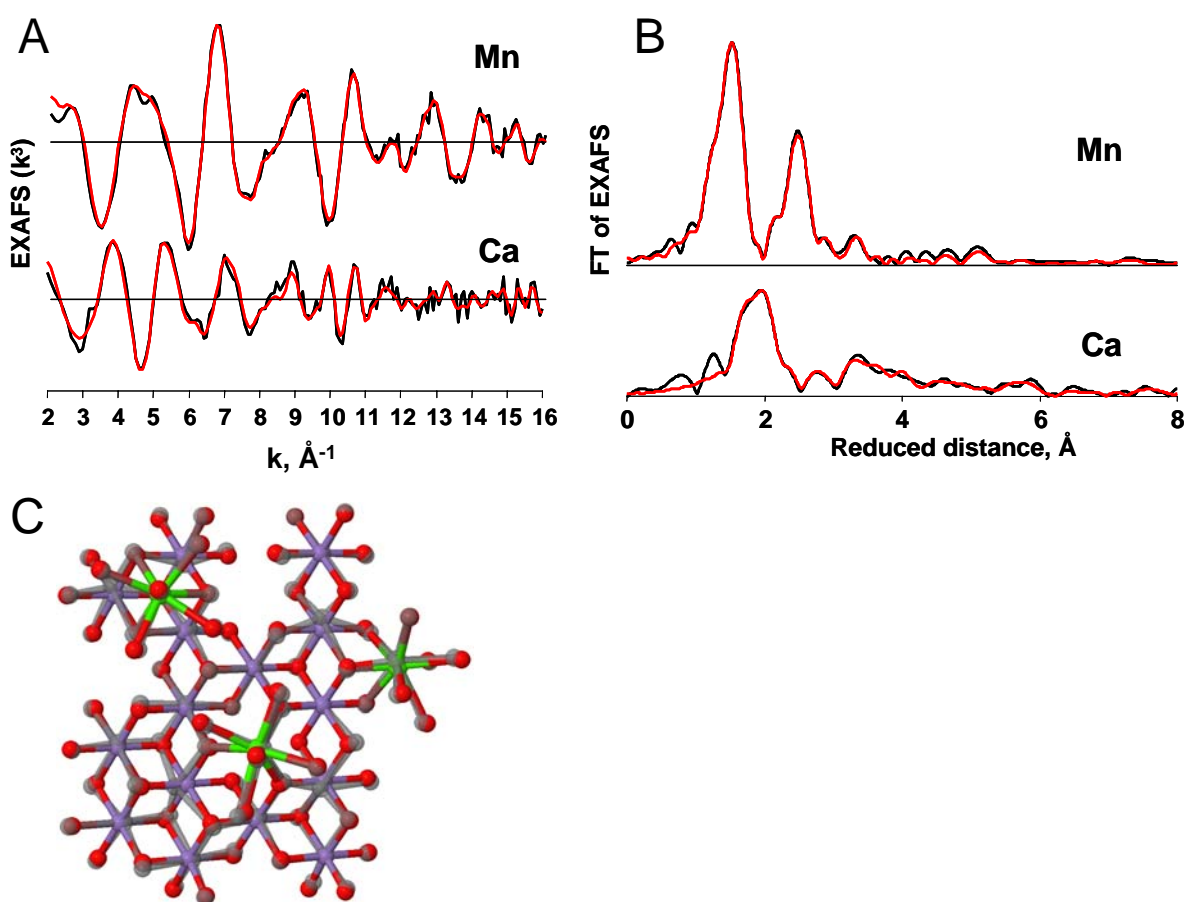 A
Mn
EXAFS (k³)
Ca
2 3 4 5 6 7 8 9 10 11 12 13 14 15 16
k, Å⁻¹
B
Mn
FT of EXAFS
Ca
0 2 4 6 8
Reduced distance, Å
C